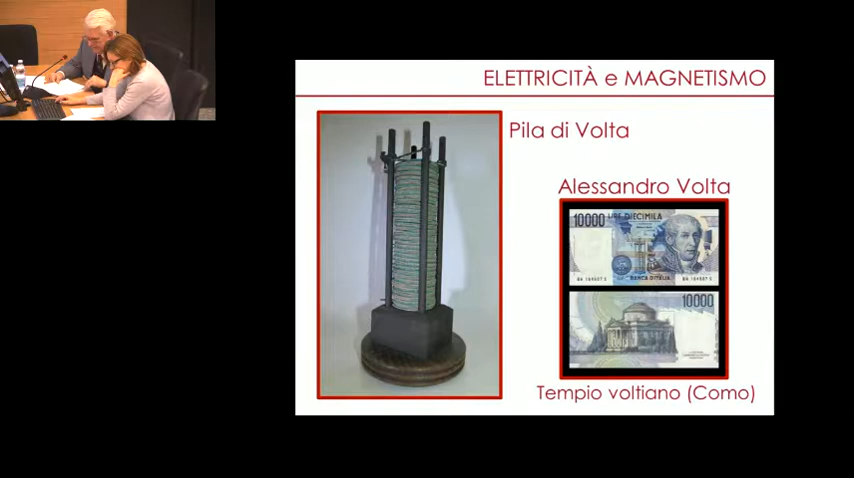 ELETTRICITÀ e MAGNETISMO
Pila di Volta
Alessandro Volta
10000 LIRE DIECIMILA
BANCA D'ITALIA
10000
Tempio voltiano (Como)